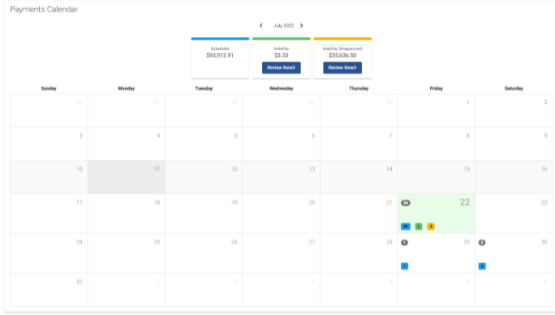 Payments Calendar
July 2022
Scheduled
$93,913.91
AutoPay
$3.33
Review Now
AutoPay (Unapproved)
$35,636.50
Review Now
Sunday Monday Tuesday Wednesday Thursday Friday Saturday
1 2
3 4 5 6 7 8 9
10 11 12 13 14 15 16
17 18 19 20 21 22 23
24 25 26 27 28 29 30
31